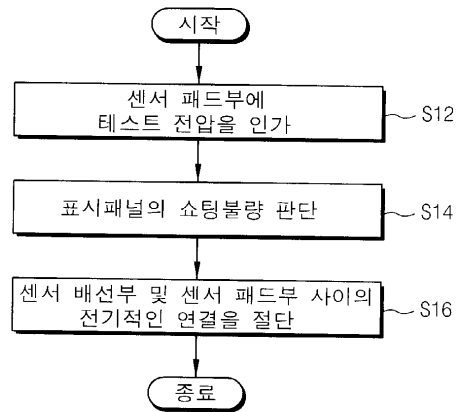 시작
센서 패드부에
테스트 전압을 인가
S12
표시패널의 쇼팅불량 판단
S14
센서 배선부 및 센서 패드부 사이의
전기적인 연결을 절단
S16
종료